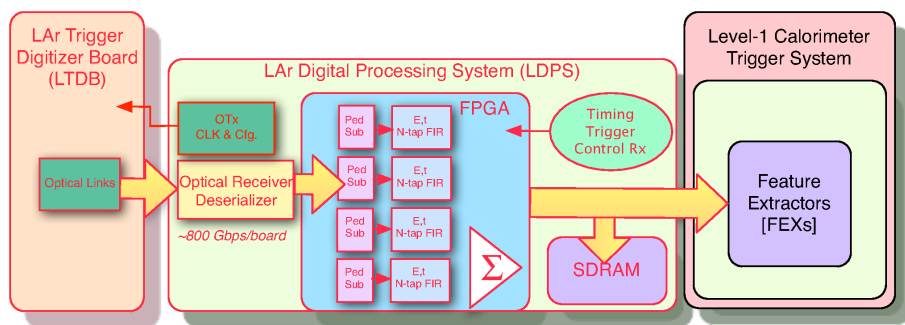 LAr Trigger
Digitizer Board
(LTDB)
Optical Links
LAr Digital Processing System (LDPS)
OTx
CLK & Cfg.
Optical Receiver
Deserializer
~800 Gbps/board
FPGA
Ped
Sub
E,t
N-tap FIR
Ped
Sub
E,t
N-tap FIR
Ped
Sub
E,t
N-tap FIR
Ped
Sub
E,t
N-tap FIR
Σ
Timing
Trigger
Control Rx
SDRAM
Level-1 Calorimeter
Trigger System
Feature
Extractors
[FEXs]